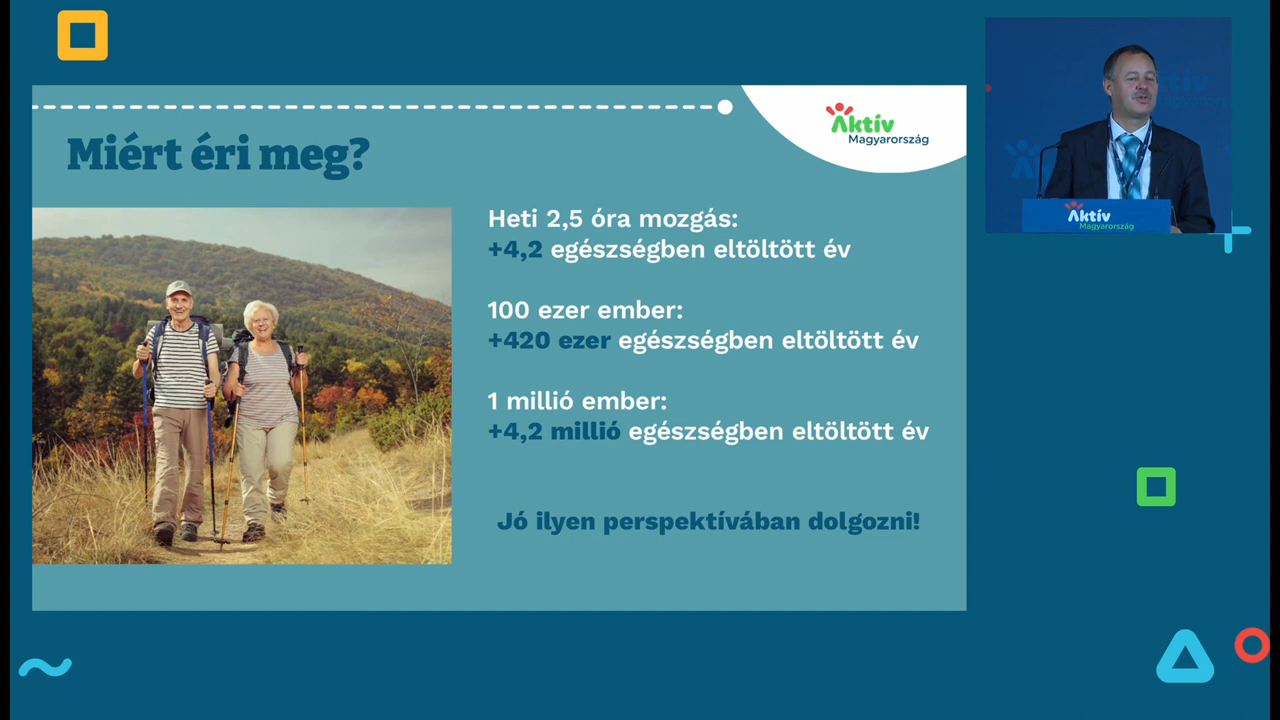 Miért éri meg?
Aktív
Magyarország
Heti 2,5 óra mozgás:
+4,2 egészségben eltöltött év
100 ezer ember:
+420 ezer egészségben eltöltött év
1 millió ember:
+4,2 millió egészségben eltöltött év
Jó ilyen perspektívában dolgozni!
Aktív
Magyarország